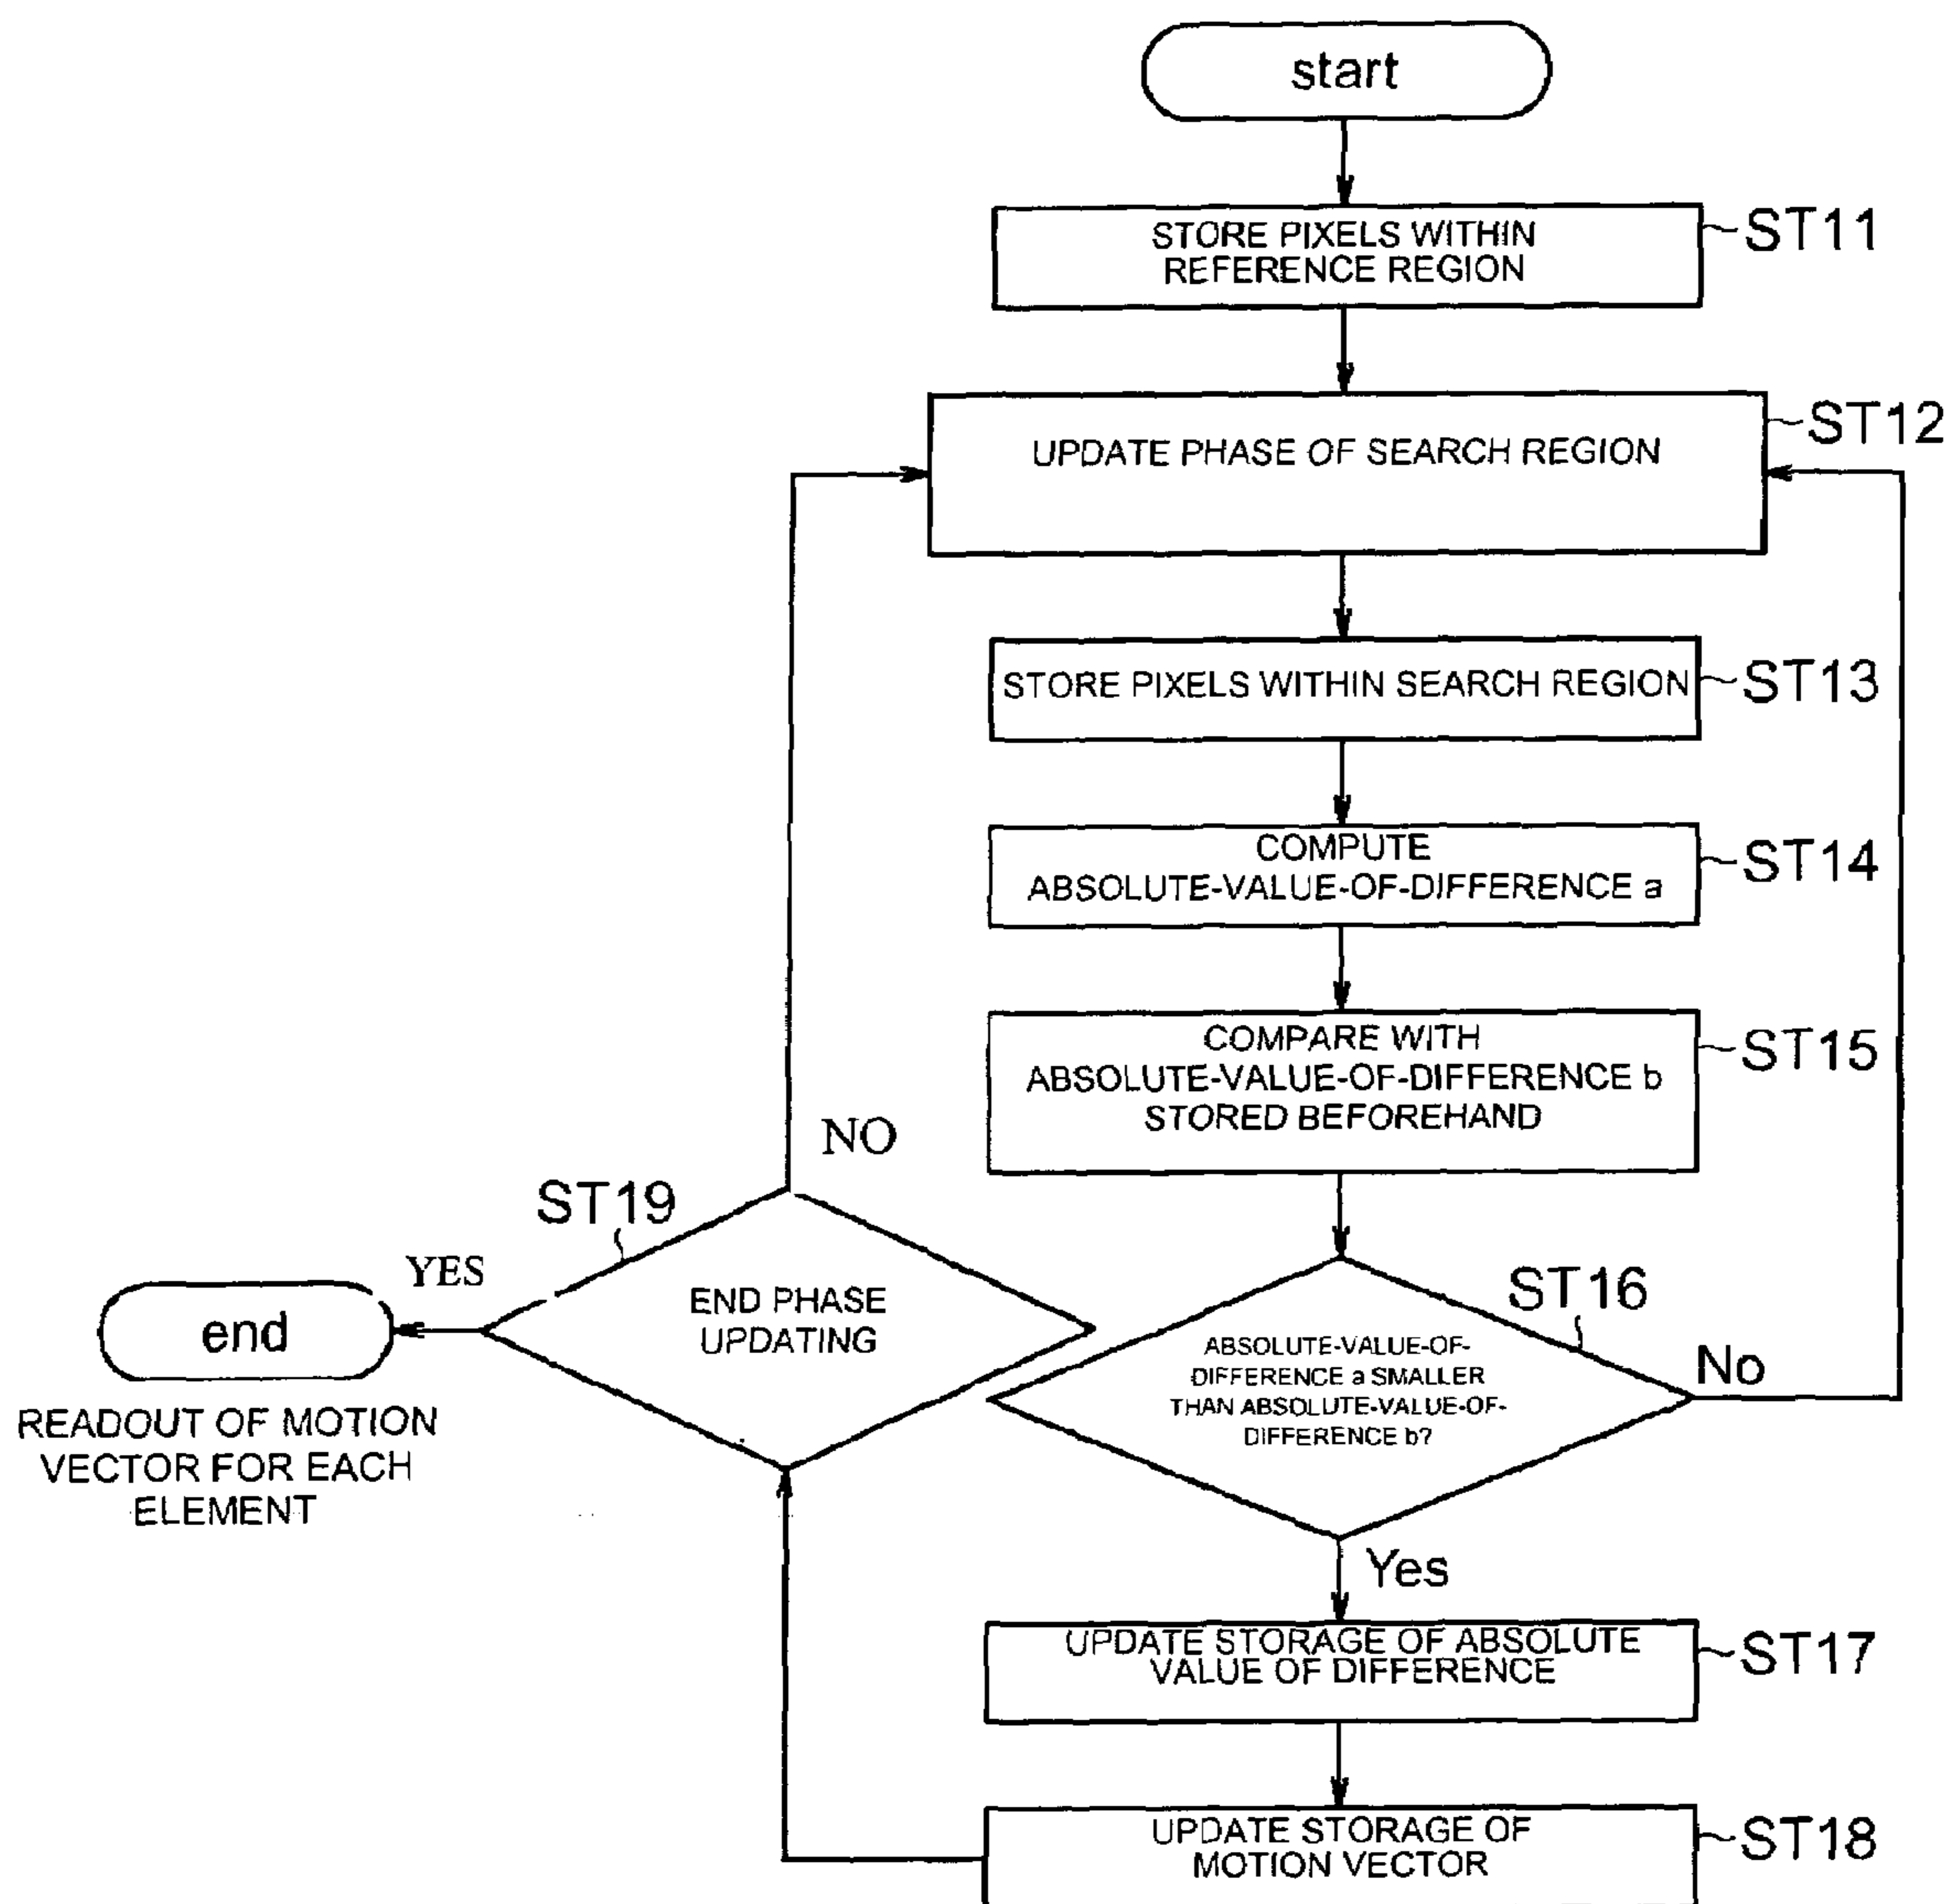 start
STORE PIXELS WITHIN
REFERENCE REGION
ST11
UPDATE PHASE OF SEARCH REGION
ST12
STORE PIXELS WITHIN SEARCH REGION
ST13
COMPUTE
ABSOLUTE-VALUE-OF-DIFFERENCE a
ST14
COMPARE WITH
ABSOLUTE-VALUE-OF-DIFFERENCE b
STORED BEFOREHAND
ST15
NO
ST19
YES
END PHASE
UPDATING
end
READOUT OF MOTION
VECTOR FOR EACH
ELEMENT
ST16
ABSOLUTE-VALUE-OF-
DIFFERENCE a SMALLER
THAN ABSOLUTE-VALUE-OF-
DIFFERENCE b?
No
Yes
UPDATE STORAGE OF ABSOLUTE
VALUE OF DIFFERENCE
ST17
UPDATE STORAGE OF
MOTION VECTOR
ST18